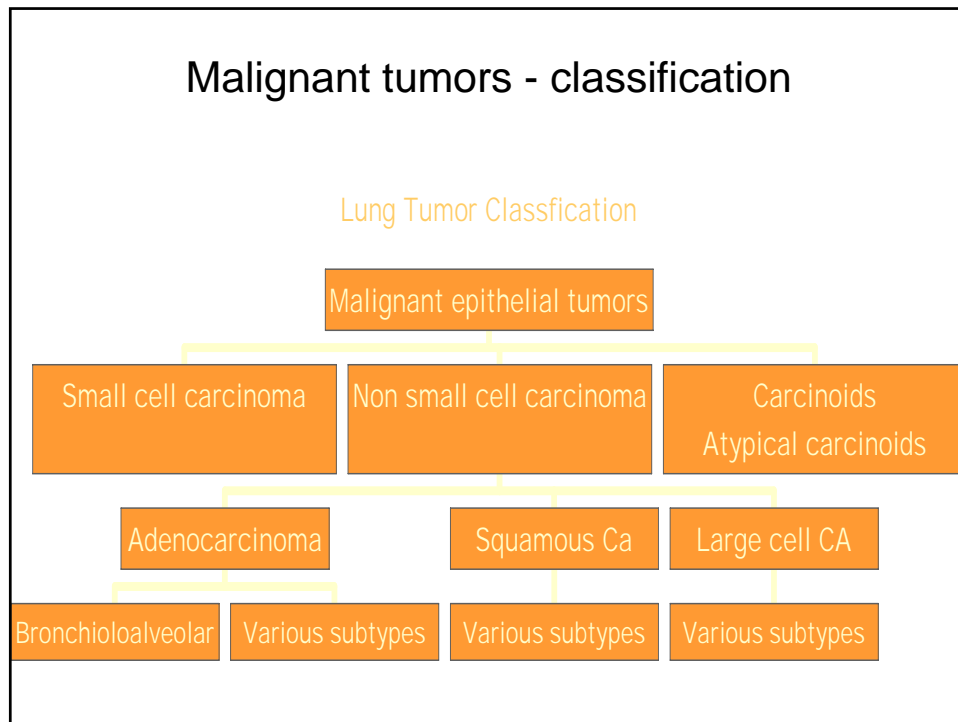 Malignant tumors - classification
Lung Tumor Classfication
Malignant epithelial tumors
Small cell carcinoma
Non small cell carcinoma
Carcinoids
Atypical carcinoids
Adenocarcinoma
Squamous Ca
Large cell CA
Bronchioloalveolar
Various subtypes
Various subtypes
Various subtypes